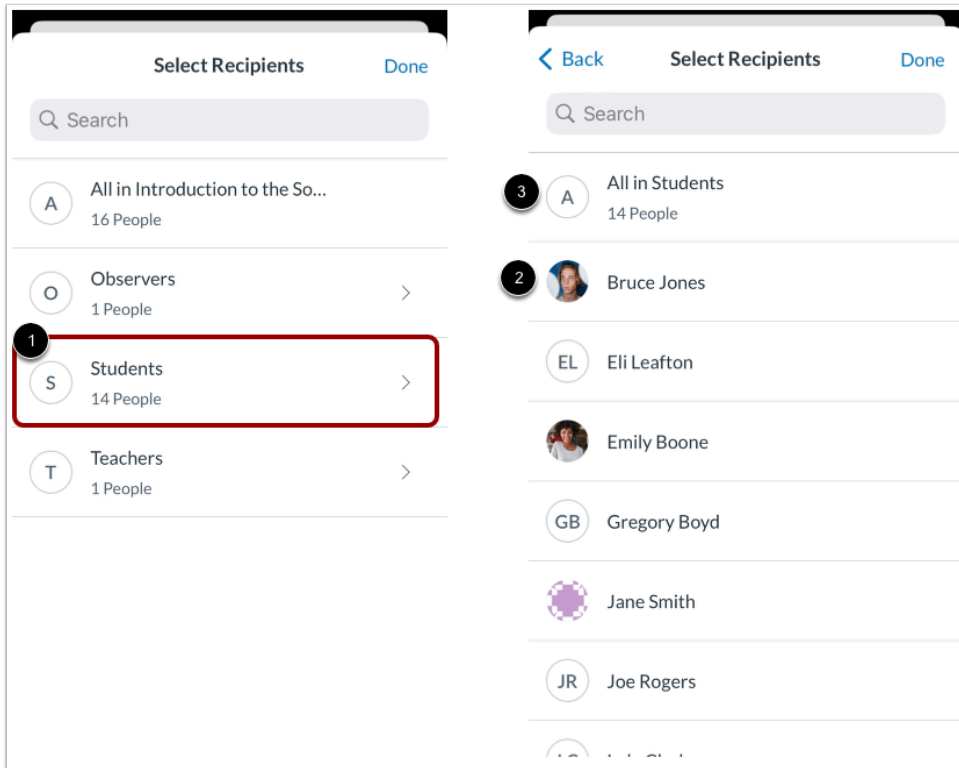 Select Recipients Done
Search
A
All in Introduction to the So...
16 People
O
Observers
1 People
1
S
Students
14 People
T
Teachers
1 People
Back Select Recipients Done
Search
3
A
All in Students
14 People
2
Bruce Jones
EL
Eli Leafton
Emily Boone
GB
Gregory Boyd
Jane Smith
JR
Joe Rogers